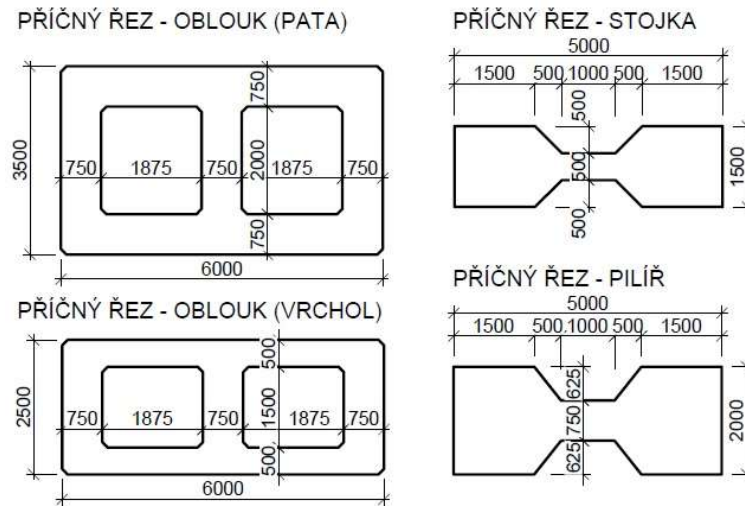 PŘÍČNÝ ŘEZ - OBLOUK (PATA)
750
3500
750 1875 750 2000 1875 750
750
6000
PŘÍČNÝ ŘEZ - OBLOUK (VRCHOL)
500
2500
750 1875 750 1500 1875 750
500
6000
PŘÍČNÝ ŘEZ - STOJKA
5000
1500 500 1000 500 1500
500
500
1500
500
PŘÍČNÝ ŘEZ - PILÍŘ
5000
1500 500 1000 500 1500
625
750
2000
625